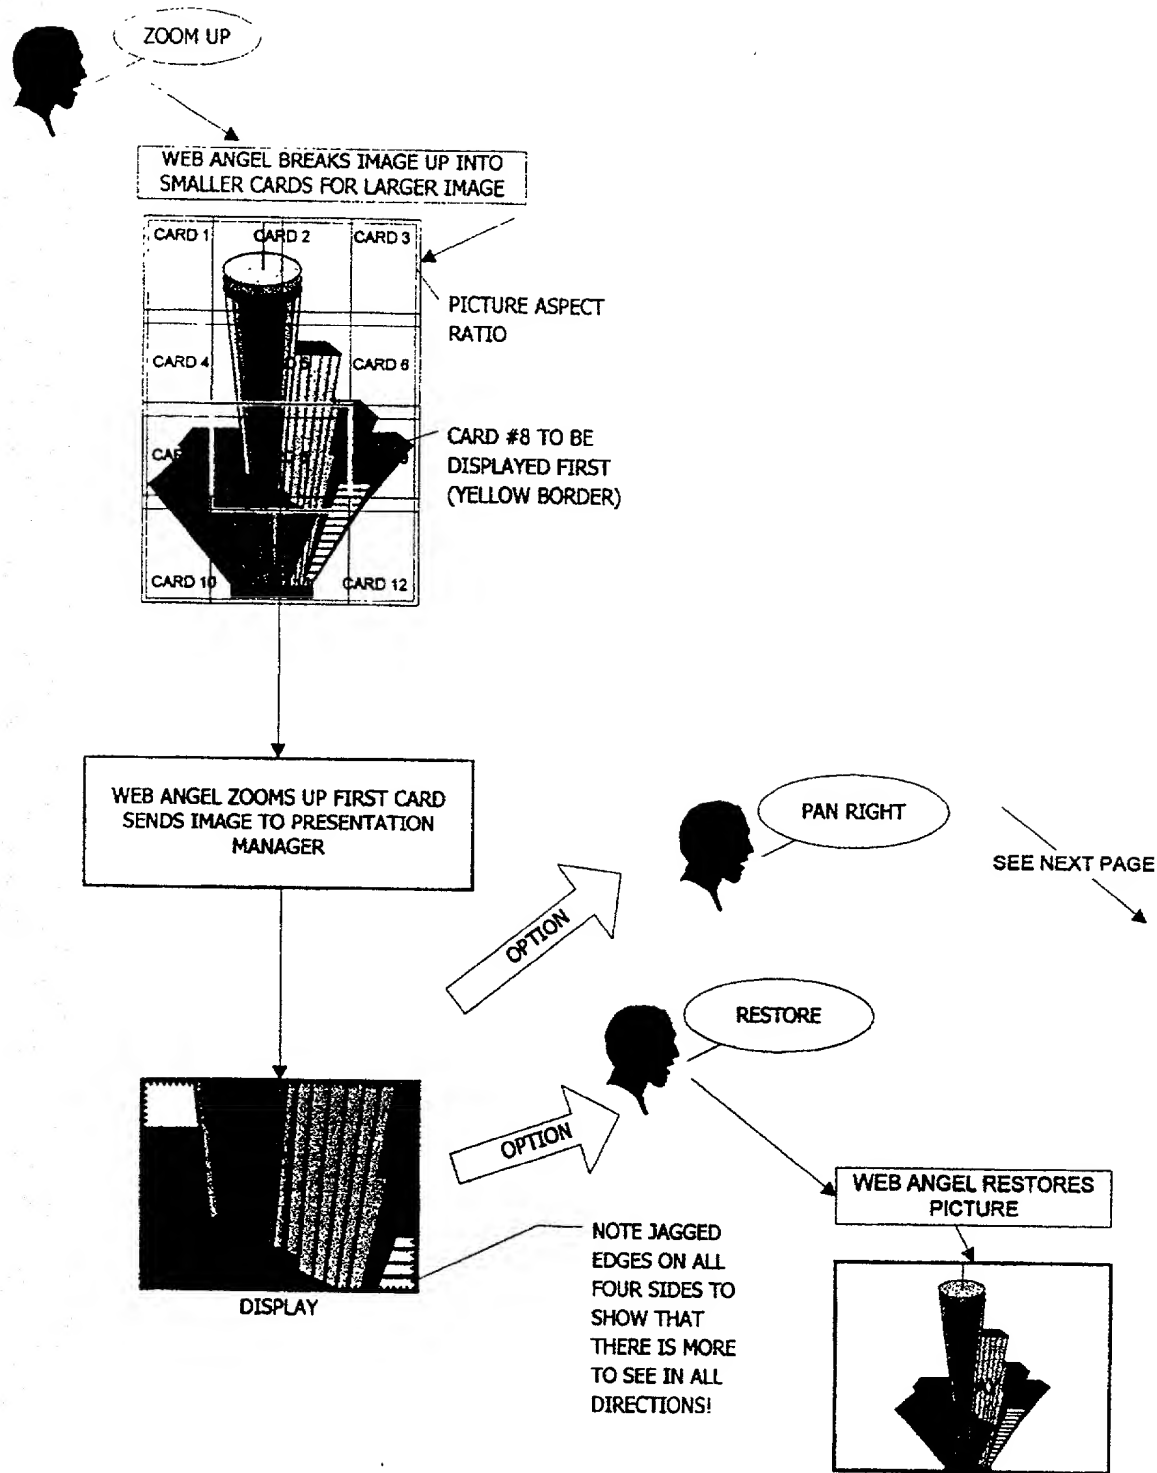 ZOOM UP
WEB ANGEL BREAKS IMAGE UP INTO
SMALLER CARDS FOR LARGER IMAGE
CARD 1
CARD 2
CARD 3
PICTURE ASPECT
RATIO
CARD 4
CARD 6
CARD #8 TO BE
DISPLAYED FIRST
(YELLOW BORDER)
CARD 10
CARD 12
WEB ANGEL ZOOMS UP FIRST CARD
SENDS IMAGE TO PRESENTATION
MANAGER
PAN RIGHT
SEE NEXT PAGE
OPTION
RESTORE
OPTION
WEB ANGEL RESTORES
PICTURE
NOTE JAGGED
EDGES ON ALL
FOUR SIDES TO
SHOW THAT
THERE IS MORE
TO SEE IN ALL
DIRECTIONS!
DISPLAY